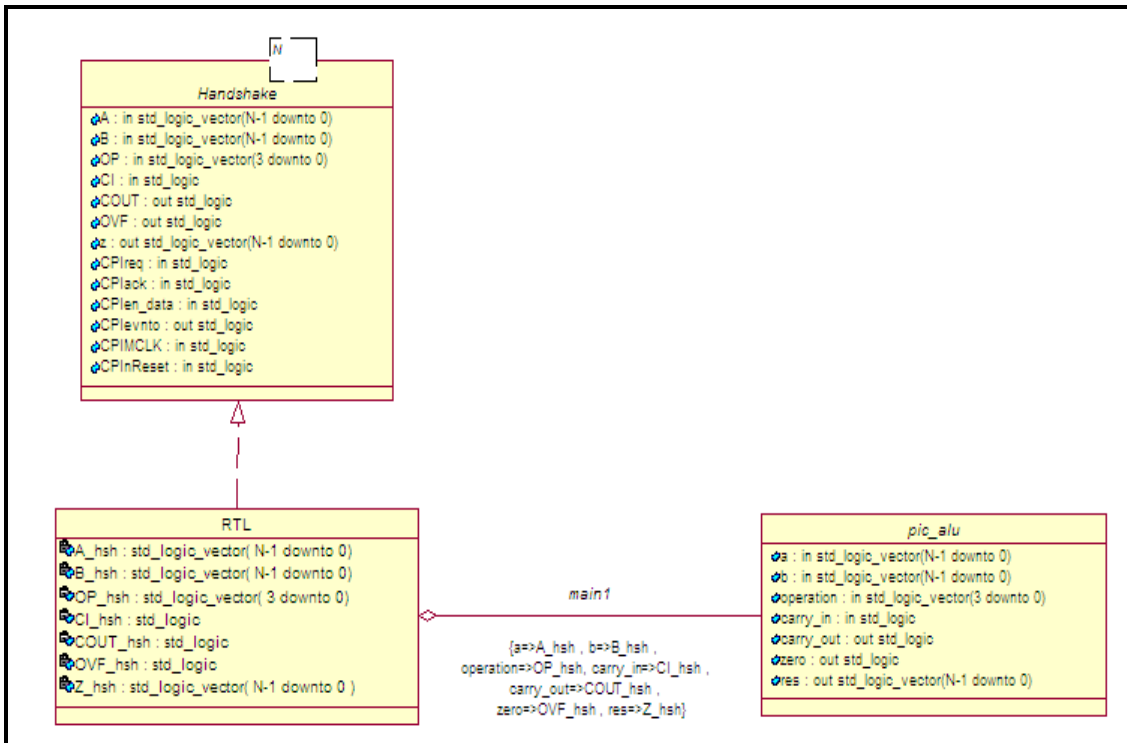 N
Handshake
A : in std_logic_vector(N-1 downto 0)
B : in std_logic_vector(N-1 downto 0)
OP : in std_logic_vector(3 downto 0)
CI : in std_logic
COUT : out std_logic
OVF : out std_logic
z : out std_logic_vector(N-1 downto 0)
CPIreq : in std_logic
CPIack : in std_logic
CPIen_data : in std_logic
CPIevnto : out std_logic
CPIMCLK : in std_logic
CPInReset : in std_logic
RTL
A_hsh : std_logic_vector( N-1 downto 0)
B_hsh : std_logic_vector( N-1 downto 0)
OP_hsh : std_logic_vector( 3 downto 0)
CI_hsh : std_logic
COUT_hsh : std_logic
OVF_hsh : std_logic
Z_hsh : std_logic_vector( N-1 downto 0 )
main1
{a=>A_hsh , b=>B_hsh ,
operation=>OP_hsh, carry_in=>CI_hsh ,
carry_out=>COUT_hsh ,
zero=>OVF_hsh , res=>Z_hsh}
pic_alu
a : in std_logic_vector(N-1 downto 0)
b : in std_logic_vector(N-1 downto 0)
operation : in std_logic_vector(3 downto 0)
carry_in : in std_logic
carry_out : out std_logic
zero : out std_logic
res : out std_logic_vector(N-1 downto 0)